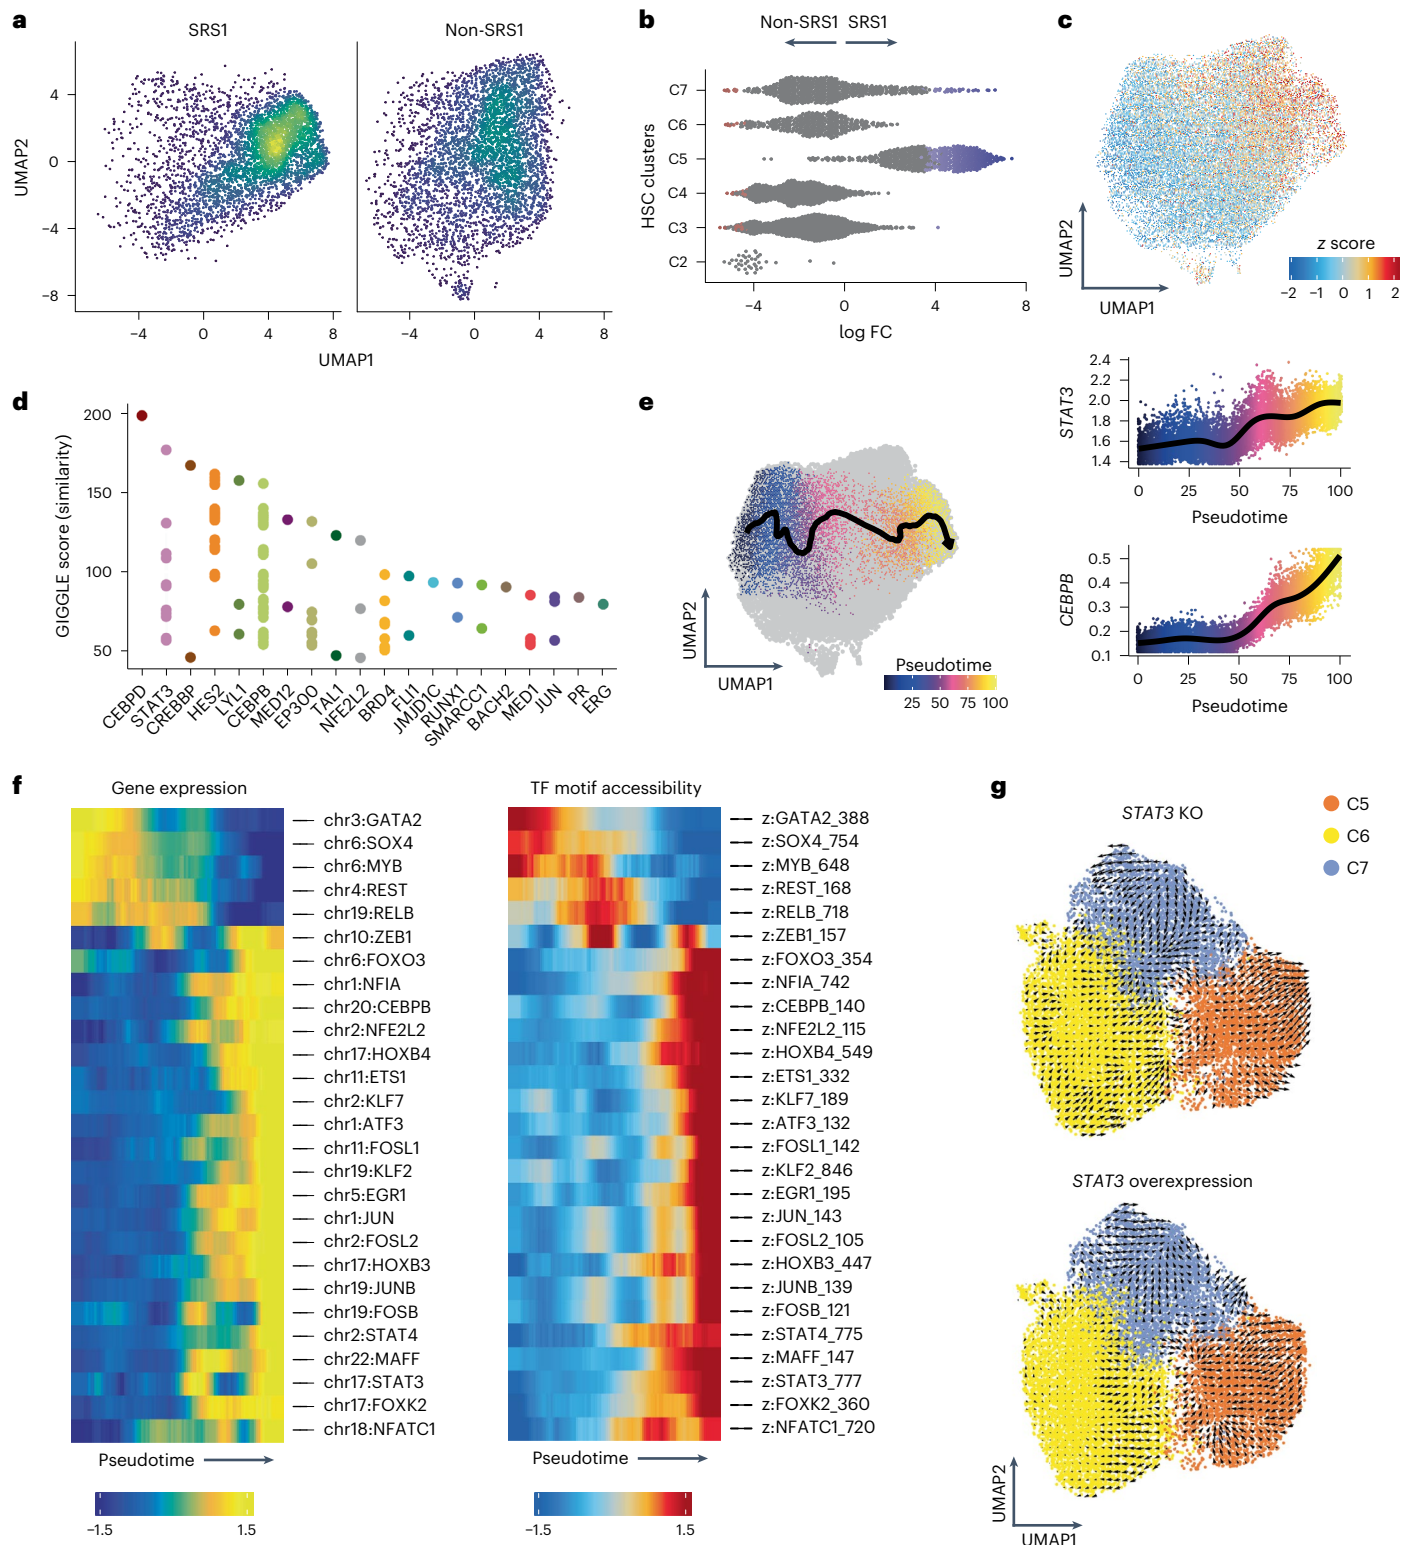 a
SRS1
Non-SRS1
UMAP2
4
0
−4
−8
−4
0
4
8
−4
0
4
8
UMAP1
b
Non-SRS1
SRS1
HSC clusters
C7
C6
C5
C4
C3
C2
−4
0
4
8
log FC
c
UMAP2
UMAP1
z score
−2
−1
0
1
2
d
GIGGLE score (similarity)
200
150
100
50
CEBPD
STAT3
CREBBP
HES2
LYL1
CEBPB
MED12
EP300
TAL1
NFE2L2
BRD4
FLI1
JMJD1C
RUNX1
SMARCC1
BACH2
MED1
JUN
PR
ERG
e
UMAP2
UMAP1
Pseudotime
25
50
75
100
STAT3
2.4
2.2
2.0
1.8
1.6
1.4
0
25
50
75
100
Pseudotime
CEBPB
0.5
0.4
0.3
0.2
0.1
0
25
50
75
100
Pseudotime
f
Gene expression
chr3:GATA2
chr6:SOX4
chr6:MYB
chr4:REST
chr19:RELB
chr10:ZEB1
chr6:FOXO3
chr1:NFIA
chr20:CEBPB
chr2:NFE2L2
chr17:HOXB4
chr11:ETS1
chr2:KLF7
chr1:ATF3
chr11:FOSL1
chr19:KLF2
chr5:EGR1
chr1:JUN
chr2:FOSL2
chr17:HOXB3
chr19:JUNB
chr19:FOSB
chr2:STAT4
chr22:MAFF
chr17:STAT3
chr17:FOXK2
chr18:NFATC1
Pseudotime
−1.5
1.5
TF motif accessibility
z:GATA2_388
z:SOX4_754
z:MYB_648
z:REST_168
z:RELB_718
z:ZEB1_157
z:FOXO3_354
z:NFIA_742
z:CEBPB_140
z:NFE2L2_115
z:HOXB4_549
z:ETS1_332
z:KLF7_189
z:ATF3_132
z:FOSL1_142
z:KLF2_846
z:EGR1_195
z:JUN_143
z:FOSL2_105
z:HOXB3_447
z:JUNB_139
z:FOSB_121
z:STAT4_775
z:MAFF_147
z:STAT3_777
z:FOXK2_360
z:NFATC1_720
Pseudotime
−1.5
1.5
g
STAT3 KO
C5
C6
C7
STAT3 overexpression
UMAP2
UMAP1